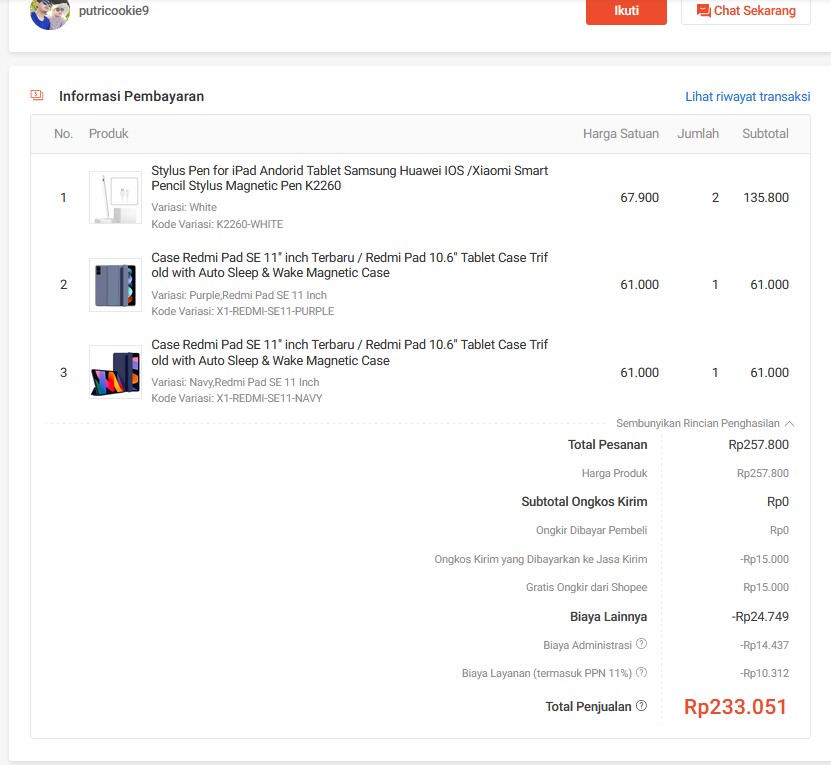 putricookie9
Ikuti
Chat Sekarang
Informasi Pembayaran
Lihat riwayat transaksi
No. Produk Harga Satuan Jumlah Subtotal
1
Stylus Pen for iPad Andorid Tablet Samsung Huawei IOS /Xiaomi Smart
Pencil Stylus Magnetic Pen K2260
Variasi: White
Kode Variasi: K2260-WHITE
67.900 2 135.800
2
Case Redmi Pad SE 11" inch Terbaru / Redmi Pad 10.6" Tablet Case Trif
old with Auto Sleep & Wake Magnetic Case
Variasi: Purple,Redmi Pad SE 11 Inch
Kode Variasi: X1-REDMI-SE11-PURPLE
61.000 1 61.000
3
Case Redmi Pad SE 11" inch Terbaru / Redmi Pad 10.6" Tablet Case Trif
old with Auto Sleep & Wake Magnetic Case
Variasi: Navy,Redmi Pad SE 11 Inch
Kode Variasi: X1-REDMI-SE11-NAVY
61.000 1 61.000
Sembunyikan Rincian Penghasilan
Total Pesanan Rp257.800
Harga Produk Rp257.800
Subtotal Ongkos Kirim Rp0
Ongkir Dibayar Pembeli Rp0
Ongkos Kirim yang Dibayarkan ke Jasa Kirim -Rp15.000
Gratis Ongkir dari Shopee Rp15.000
Biaya Lainnya -Rp24.749
Biaya Administrasi -Rp14.437
Biaya Layanan (termasuk PPN 11%) -Rp10.312
Total Penjualan Rp233.051